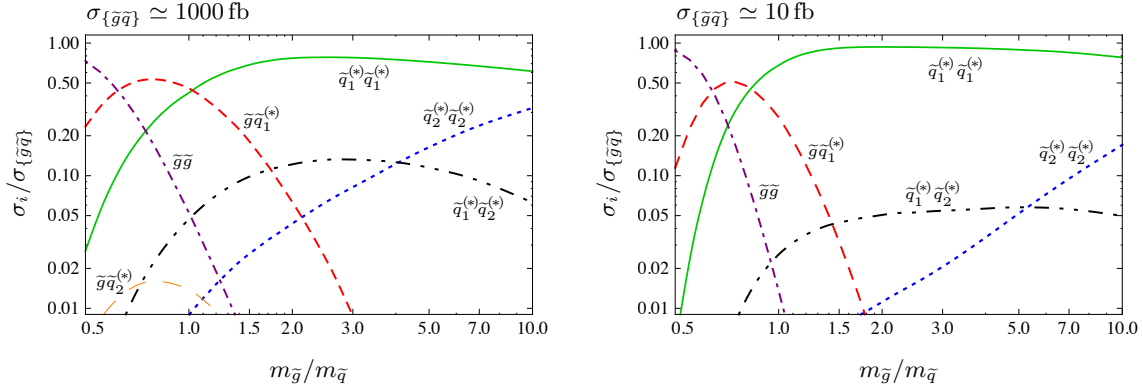 σ{g̃q̃} ≃ 1000 fb
σi/σ{g̃q̃}
1.00
0.50
0.20
0.10
0.05
0.02
0.01
q̃1(*)q̃1(*)
g̃q̃1(*)
q̃2(*)q̃2(*)
g̃g̃
q̃1(*)q̃2(*)
g̃q̃2(*)
0.5 1.0 1.5 2.0 3.0 5.0 7.0 10.0
mg̃/mq̃
σ{g̃q̃} ≃ 10 fb
σi/σ{g̃q̃}
1.00
0.50
0.20
0.10
0.05
0.02
0.01
q̃1(*)q̃1(*)
g̃q̃1(*)
q̃2(*)q̃2(*)
g̃g̃
q̃1(*)q̃2(*)
0.5 1.0 1.5 2.0 3.0 5.0 7.0 10.0
mg̃/mq̃